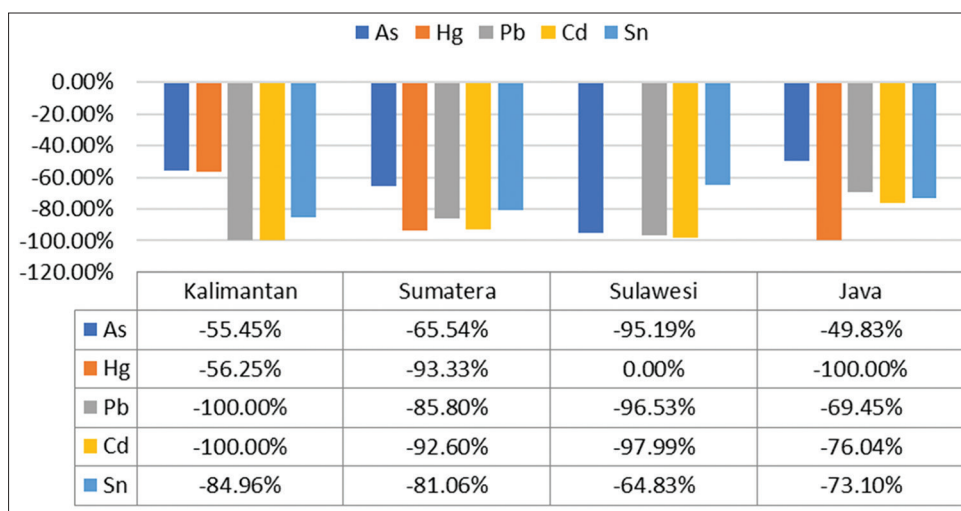 As Hg Pb Cd Sn
0.00%
-20.00%
-40.00%
-60.00%
-80.00%
-100.00%
-120.00%
Kalimantan Sumatera Sulawesi Java
As -55.45% -65.54% -95.19% -49.83%
Hg -56.25% -93.33% 0.00% -100.00%
Pb -100.00% -85.80% -96.53% -69.45%
Cd -100.00% -92.60% -97.99% -76.04%
Sn -84.96% -81.06% -64.83% -73.10%